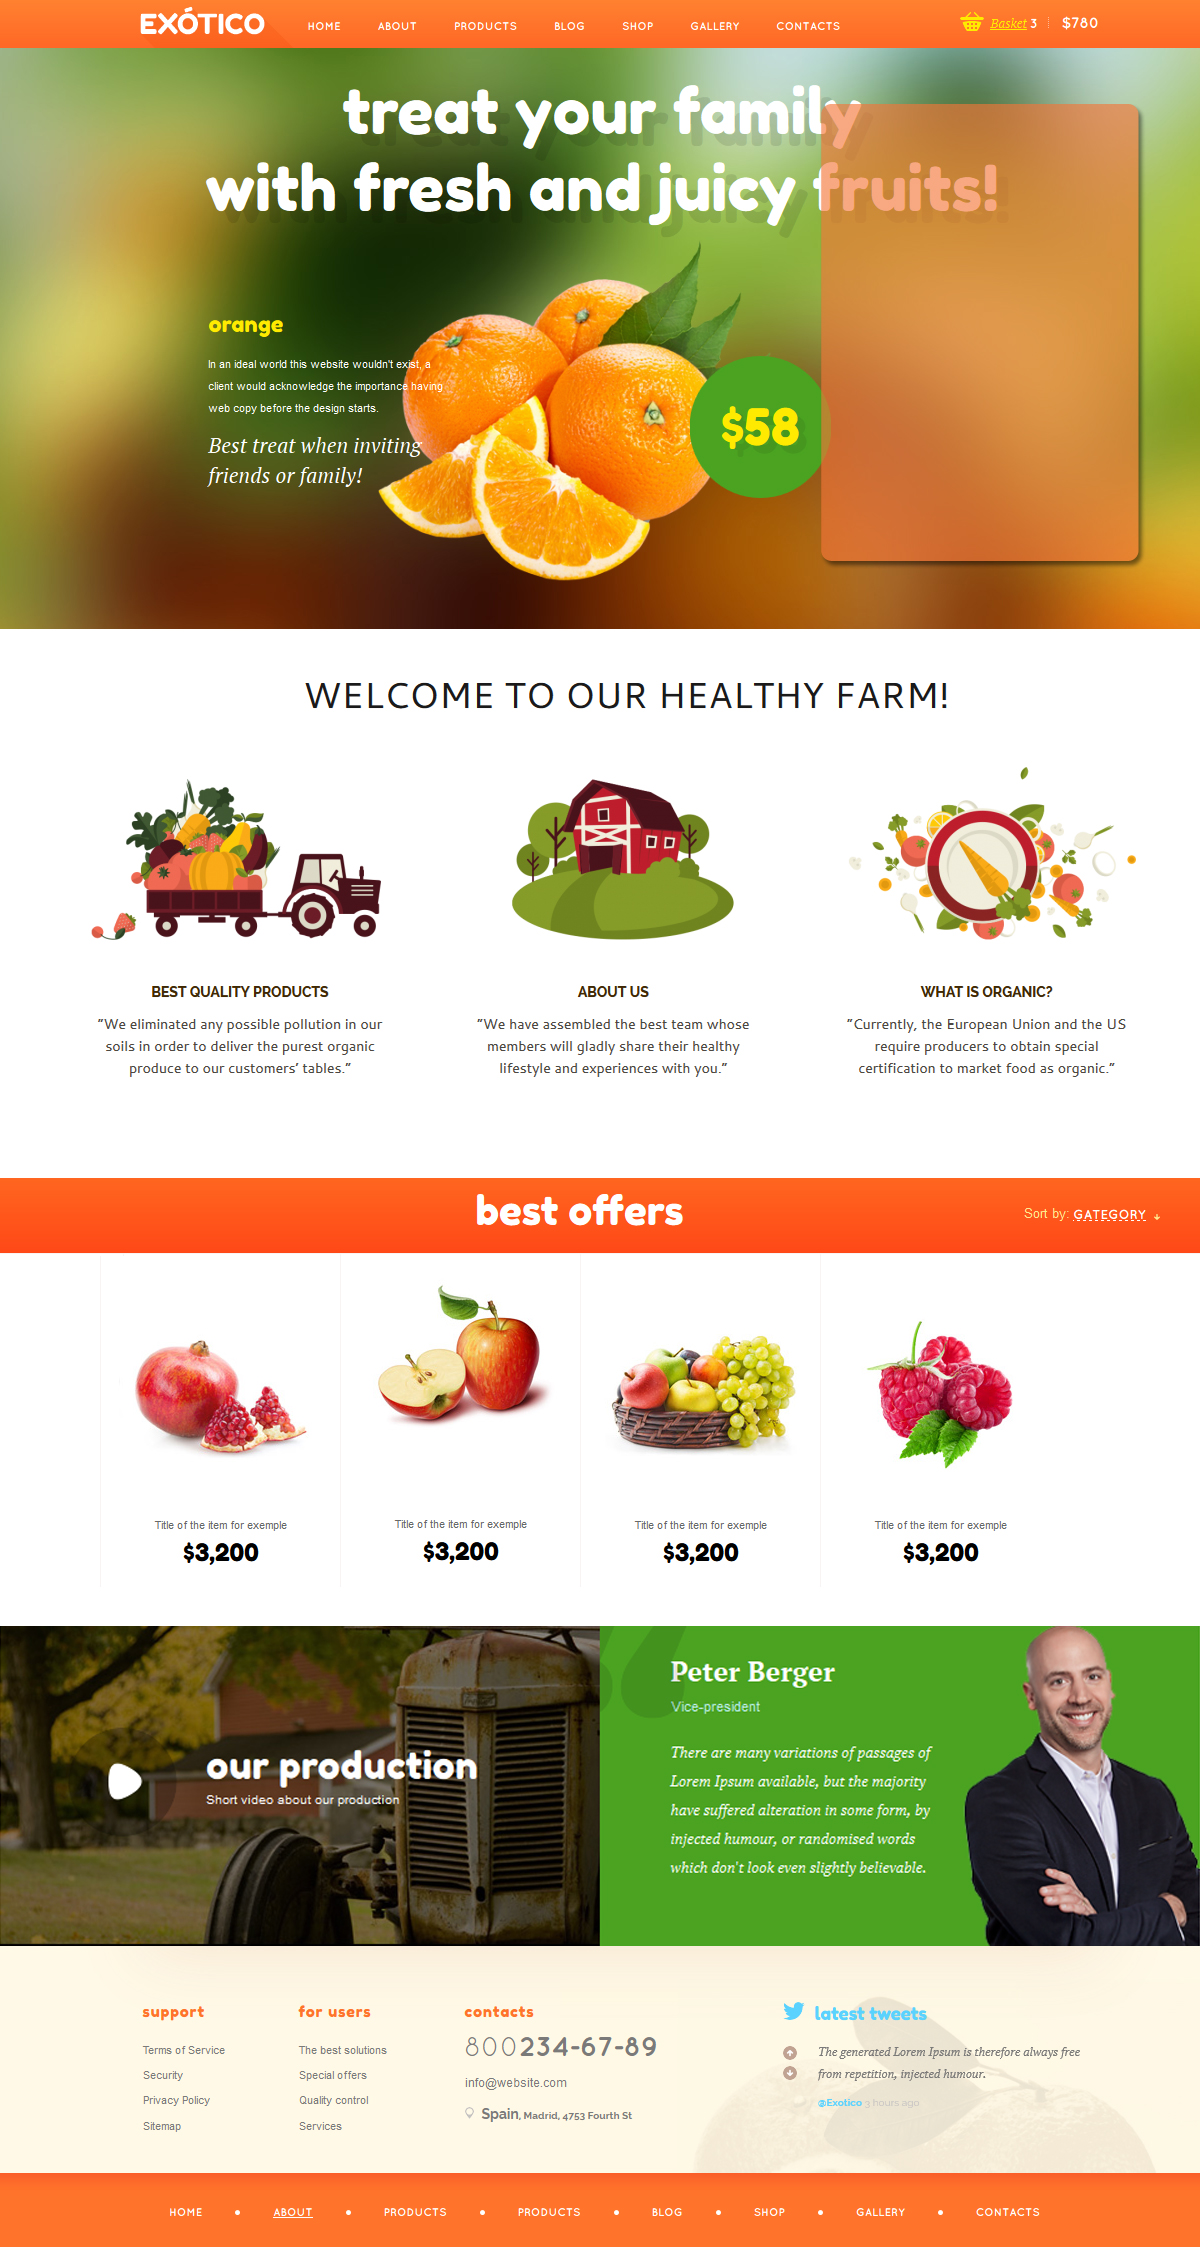 EXÓTICO HOME ABOUT PRODUCTS BLOG SHOP GALLERY CONTACTS Basket 3 $780
treat your family
with fresh and juicy fruits!
orange
In an ideal world this website wouldn't exist, a
client would acknowledge the importance having
web copy before the design starts.
Best treat when inviting
friends or family!
$58
WELCOME TO OUR HEALTHY FARM!
BEST QUALITY PRODUCTS
"We eliminated any possible pollution in our
soils in order to deliver the purest organic
produce to our customers' tables."
ABOUT US
"We have assembled the best team whose
members will gladly share their healthy
lifestyle and experiences with you."
WHAT IS ORGANIC?
"Currently, the European Union and the US
require producers to obtain special
certification to market food as organic."
best offers
Sort by: GATEGORY
Title of the item for exemple
$3,200
Title of the item for exemple
$3,200
Title of the item for exemple
$3,200
Title of the item for exemple
$3,200
our production
Short video about our production
Peter Berger
Vice-president
There are many variations of passages of
Lorem Ipsum available, but the majority
have suffered alteration in some form, by
injected humour, or randomised words
which don't look even slightly believable.
support
Terms of Service
Security
Privacy Policy
Sitemap
for users
The best solutions
Special offers
Quality control
Services
contacts
800 234-67-89
info@website.com
Spain, Madrid, 4753 Fourth St
latest tweets
The generated Lorem Ipsum is therefore always free
from repetition, injected humour.
@Exotico 3 hours ago
HOME • ABOUT • PRODUCTS • PRODUCTS • BLOG • SHOP • GALLERY • CONTACTS